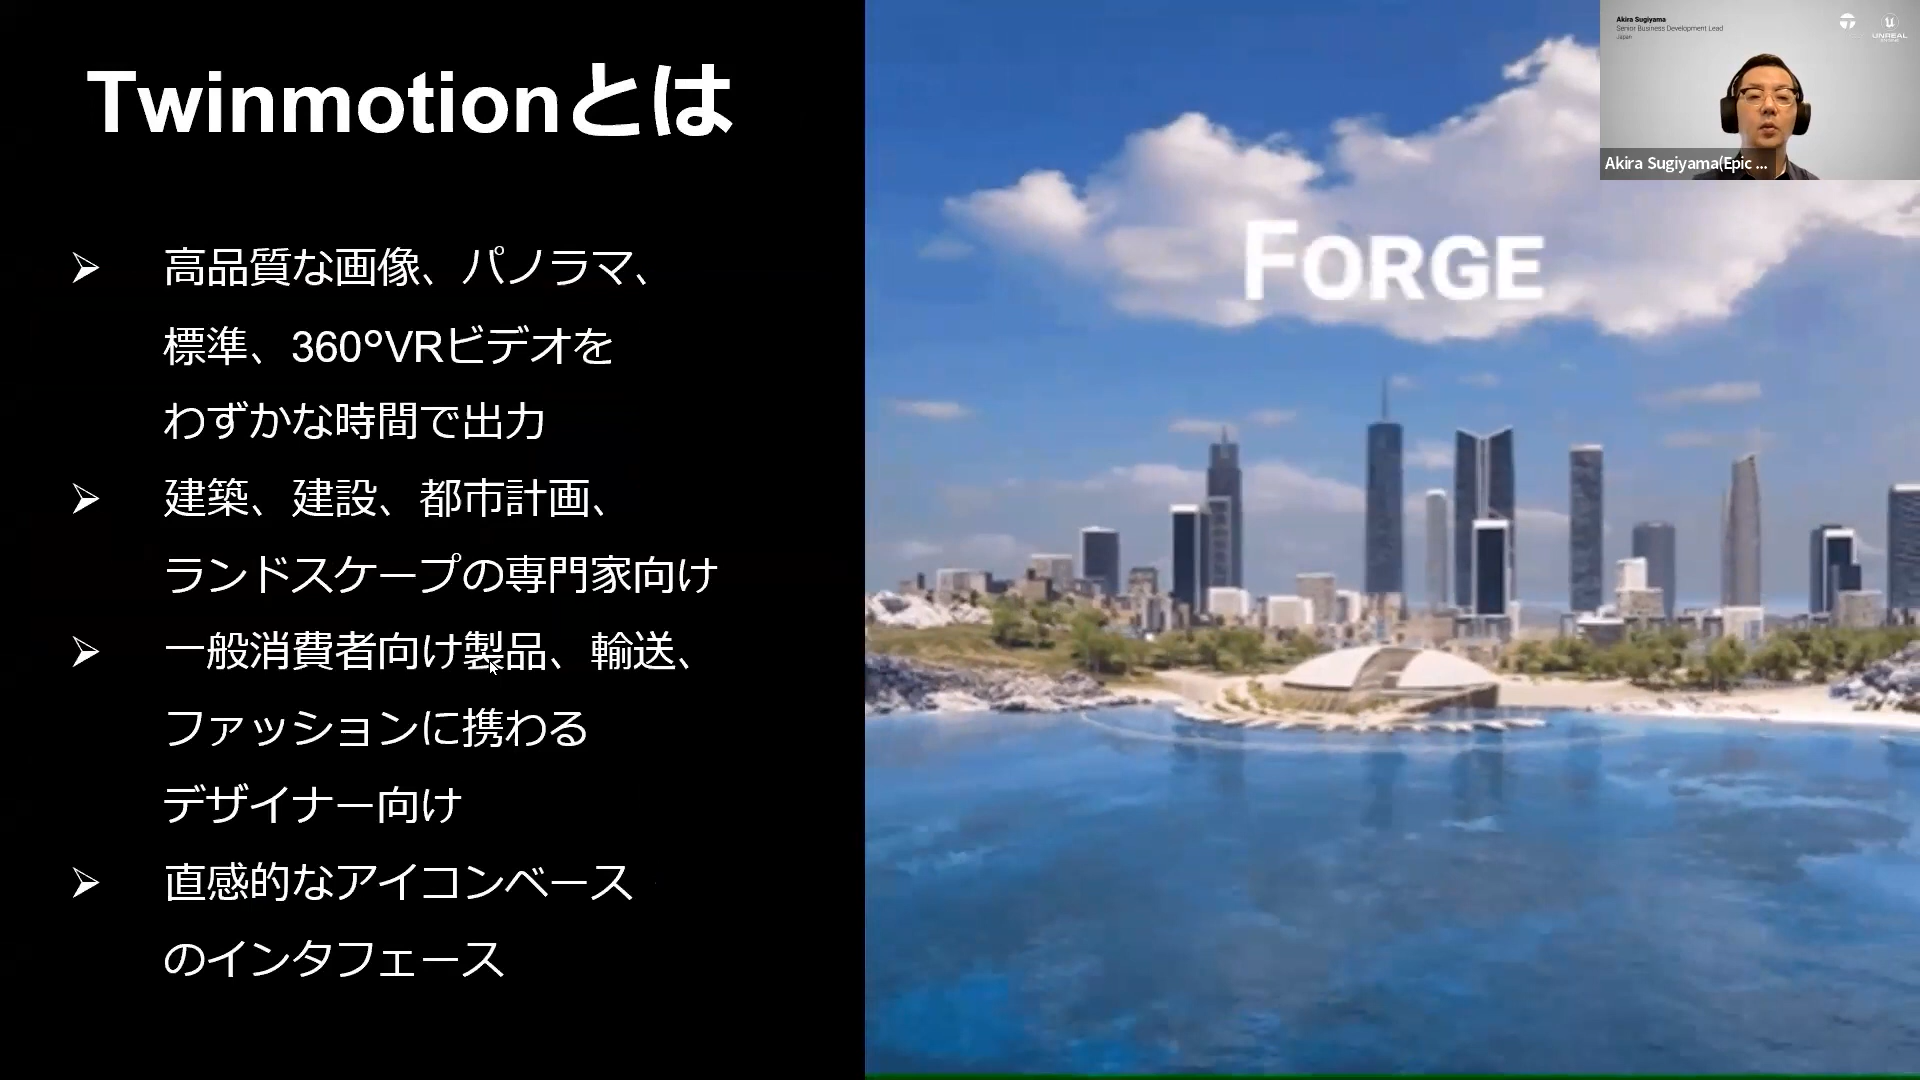 Twinmotionとは
➢ 高品質な画像、パノラマ、
標準、360°VRビデオを
わずかな時間で出力
➢ 建築、建設、都市計画、
ランドスケープの専門家向け
➢ 一般消費者向け製品、輸送、
ファッションに携わる
デザイナー向け
➢ 直感的なアイコンベース
のインタフェース
FORGE
Akira Sugiyama
Senior Business Development Lead
Japan
UNREAL
Akira Sugiyama(Epic ...